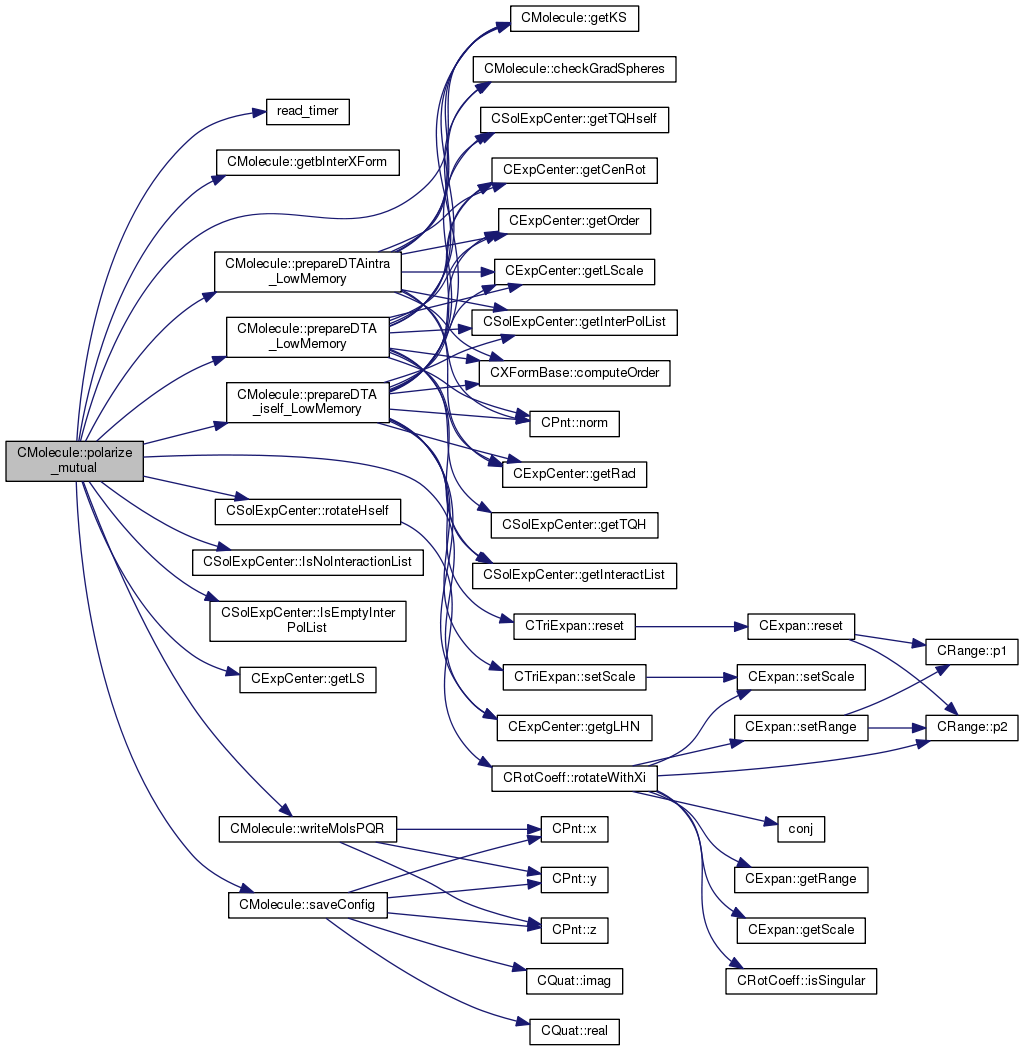 CMolecule::polarize
_mutual
read_timer
CMolecule::getbInterXForm
CMolecule::prepareDTAintra
_LowMemory
CMolecule::prepareDTA
_LowMemory
CMolecule::prepareDTA
_iself_LowMemory
CSolExpCenter::rotateHself
CSolExpCenter::IsNoInteractionList
CSolExpCenter::IsEmptyInter
PolList
CExpCenter::getLS
CMolecule::writeMolsPQR
CMolecule::saveConfig
CMolecule::getKS
CMolecule::checkGradSpheres
CSolExpCenter::getTQHself
CExpCenter::getCenRot
CExpCenter::getOrder
CExpCenter::getLScale
CSolExpCenter::getInterPolList
CXFormBase::computeOrder
CPnt::norm
CExpCenter::getRad
CSolExpCenter::getTQH
CSolExpCenter::getInteractList
CTriExpan::reset
CTriExpan::setScale
CExpCenter::getgLHN
CRotCoeff::rotateWithXi
CPnt::x
CPnt::y
CPnt::z
CQuat::imag
CQuat::real
CExpan::reset
CExpan::setScale
CExpan::setRange
conj
CExpan::getRange
CExpan::getScale
CRotCoeff::isSingular
CRange::p1
CRange::p2